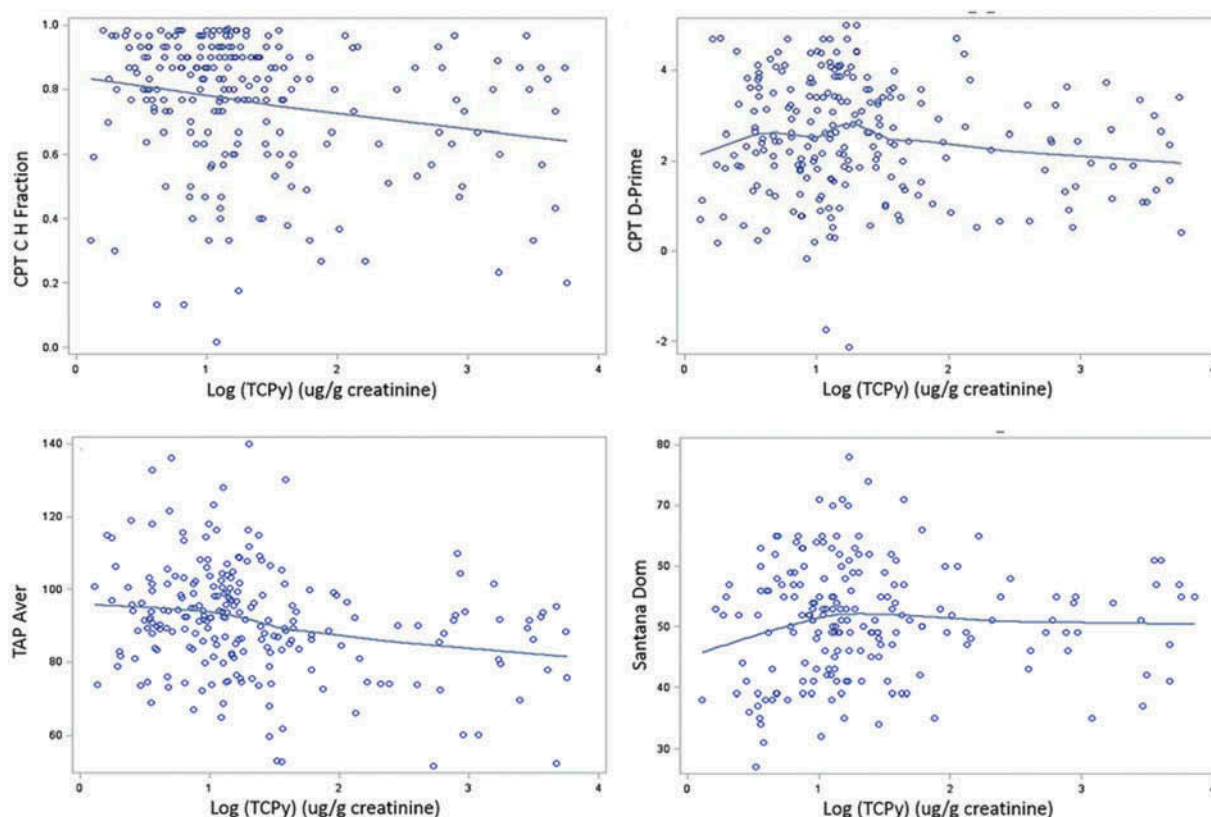 CPT C H Fraction
1.0
0.8
0.6
0.4
0.2
0.0
0 1 2 3 4
Log (TCPy) (ug/g creatinine)
CPT D-Prime
4
2
0
-2
0 1 2 3 4
Log (TCPy) (ug/g creatinine)
TAP Aver
140
120
100
80
60
0 1 2 3 4
Log (TCPy) (ug/g creatinine)
Santana Dom
80
70
60
50
40
30
0 1 2 3 4
Log (TCPy) (ug/g creatinine)